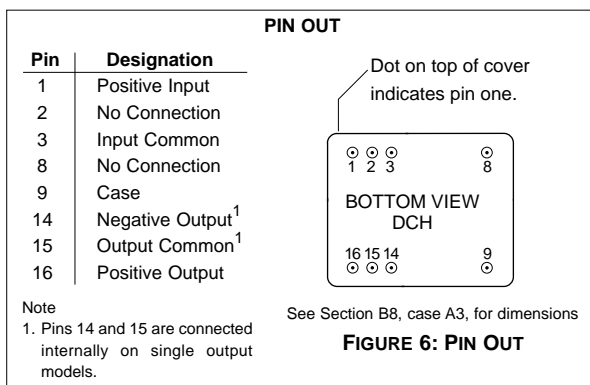 PIN OUT
Pin Designation
1 Positive Input
2 No Connection
3 Input Common
8 No Connection
9 Case
14 Negative Output1
15 Output Common1
16 Positive Output
Note
1. Pins 14 and 15 are connected
internally on single output
models.
Dot on top of cover
indicates pin one.
1 2 3 8
BOTTOM VIEW
DCH
16 15 14 9
See Section B8, case A3, for dimensions
FIGURE 6: PIN OUT